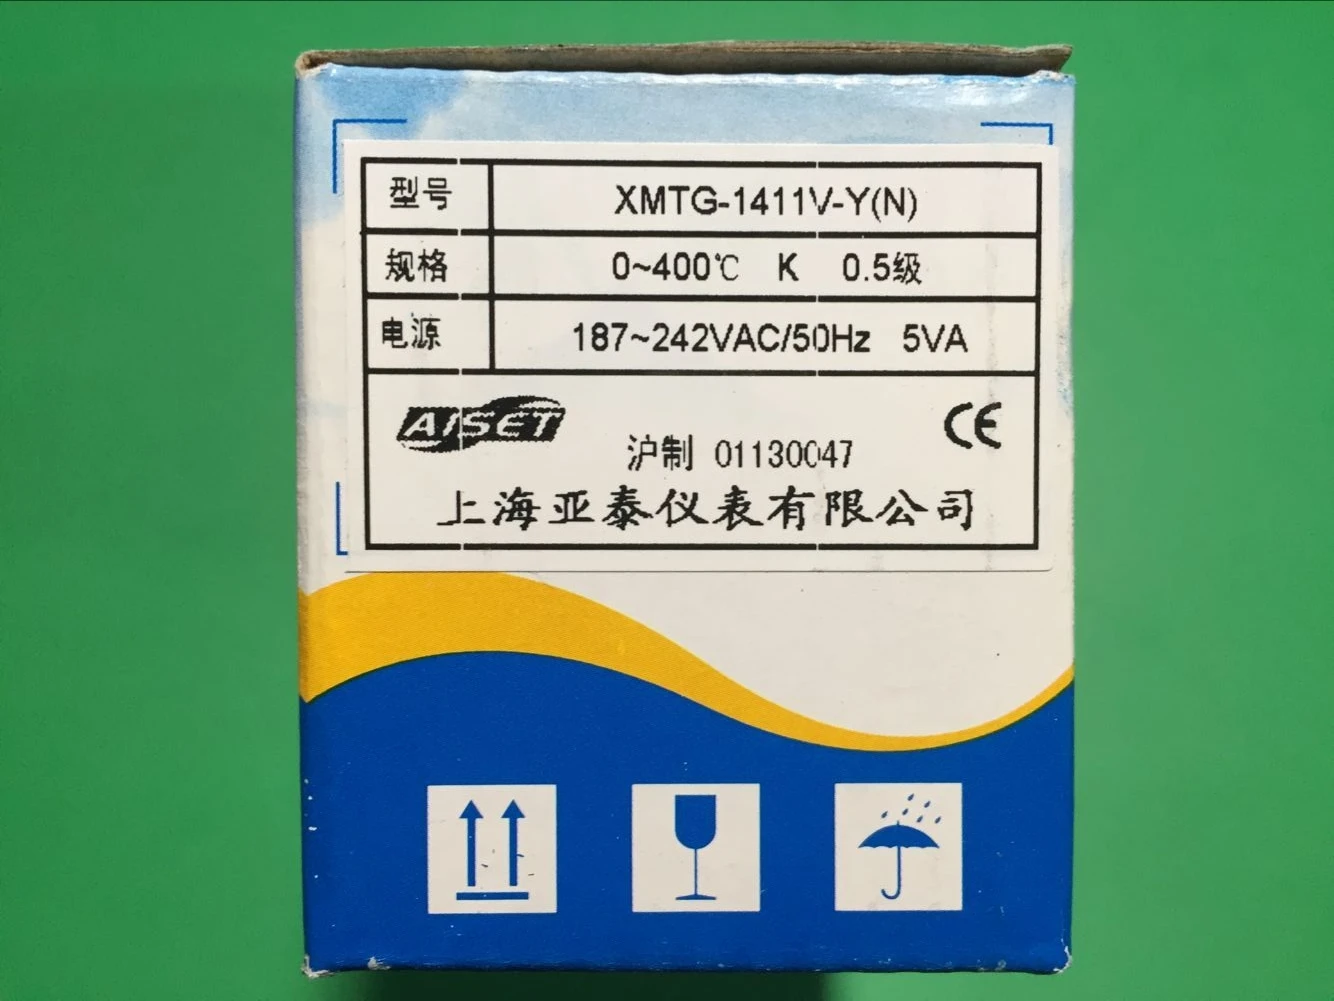 型号 XMTG-1411V-Y(N)
规格 0~400℃ K 0.5级
电源 187~242VAC/50Hz 5VA
AISET CE
沪制 01130047
上海亚泰仪表有限公司